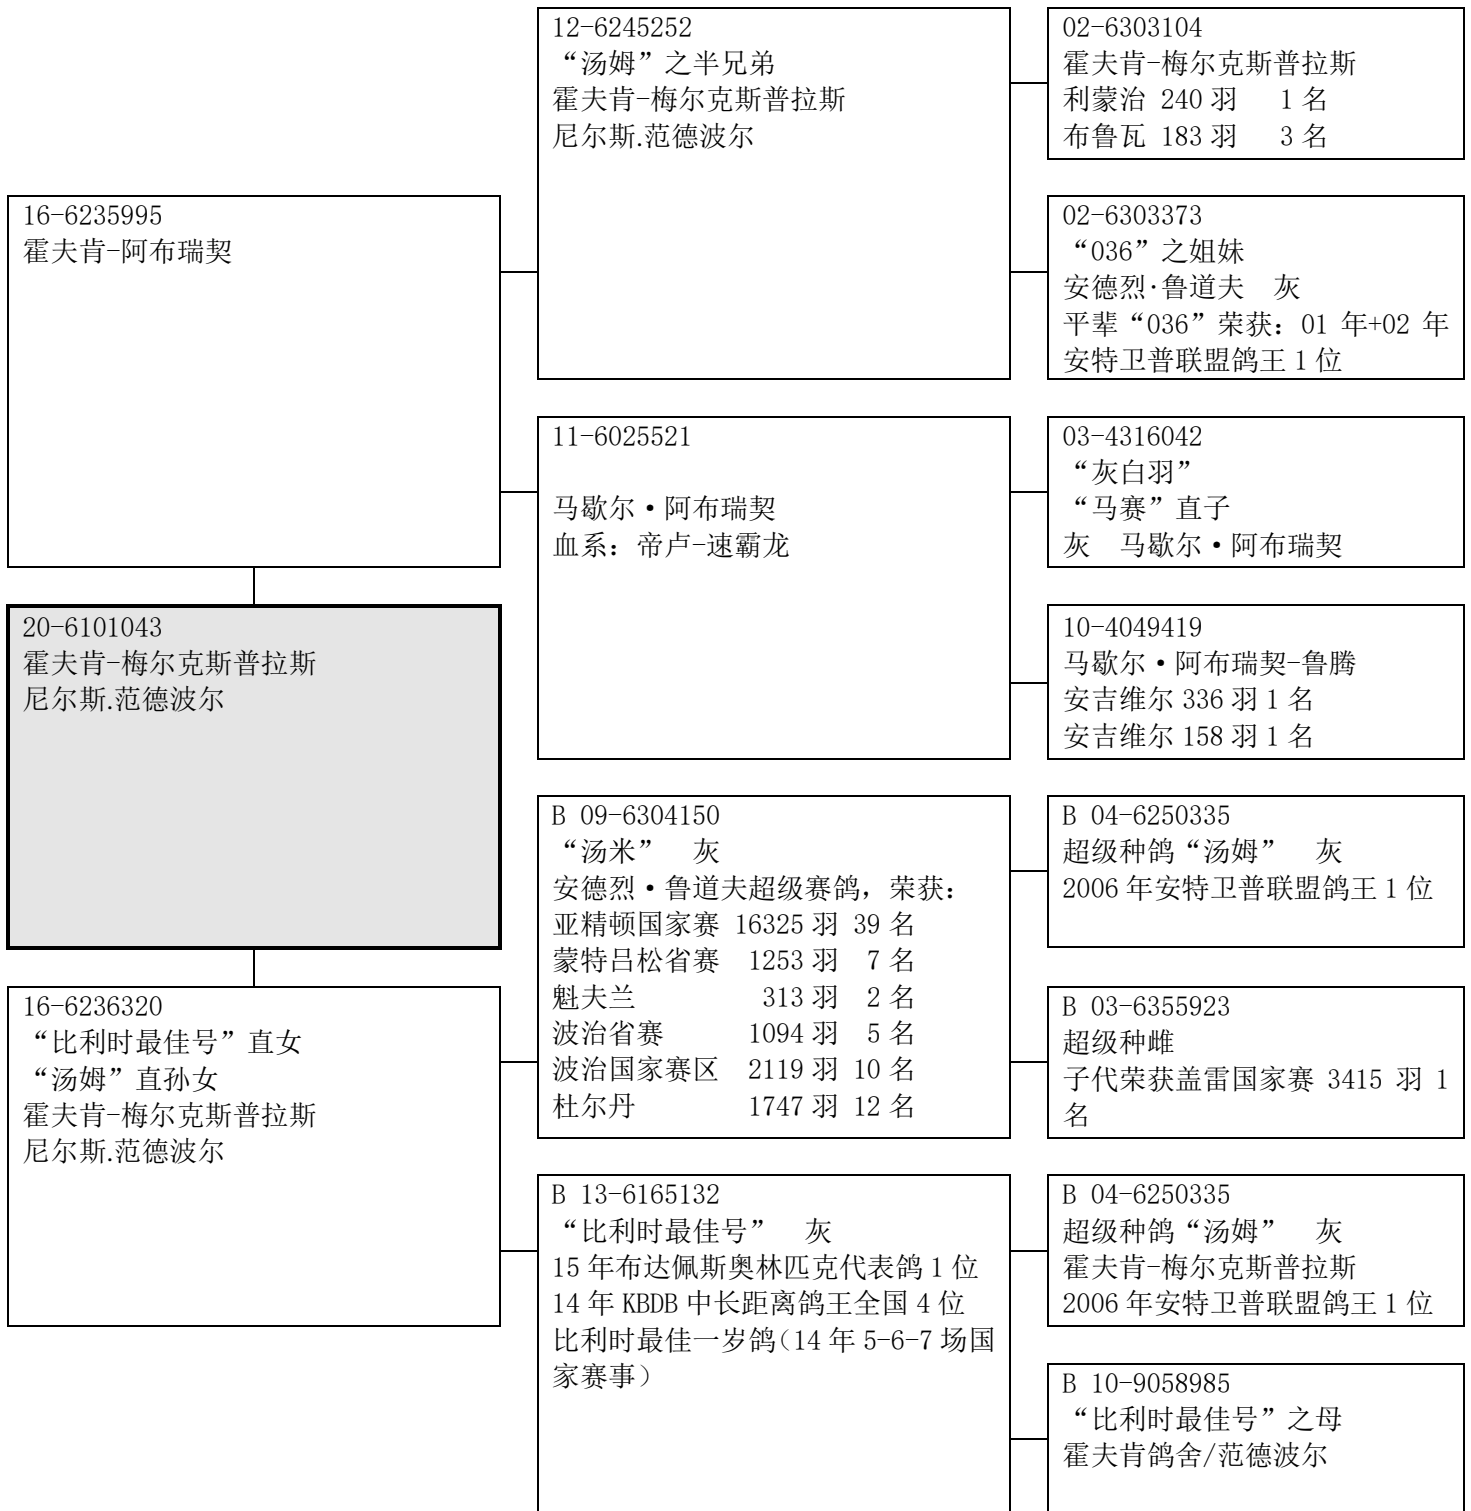 16-6235995
霍夫肯-阿布瑞契
20-6101043
霍夫肯-梅尔克斯普拉斯
尼尔斯.范德波尔
16-6236320
“比利时最佳号”直女
“汤姆”直孙女
霍夫肯-梅尔克斯普拉斯
尼尔斯.范德波尔
12-6245252
“汤姆”之半兄弟
霍夫肯-梅尔克斯普拉斯
尼尔斯.范德波尔
11-6025521
马歇尔·阿布瑞契
血系：帝卢-速霸龙
B 09-6304150
“汤米” 灰
安德烈·鲁道夫超级赛鸽，荣获：
亚精顿国家赛 16325 羽 39 名
蒙特吕松省赛 1253 羽 7 名
魁夫兰 313 羽 2 名
波治省赛 1094 羽 5 名
波治国家赛区 2119 羽 10 名
杜尔丹 1747 羽 12 名
B 13-6165132
“比利时最佳号” 灰
15 年布达佩斯奥林匹克代表鸽 1 位
14 年 KBDB 中长距离鸽王全国 4 位
比利时最佳一岁鸽（14 年 5-6-7 场国
家赛事）
02-6303104
霍夫肯-梅尔克斯普拉斯
利蒙治 240 羽 1 名
布鲁瓦 183 羽 3 名
02-6303373
“036”之姐妹
安德烈·鲁道夫 灰
平辈“036”荣获：01 年+02 年
安特卫普联盟鸽王 1 位
03-4316042
“灰白羽”
“马赛”直子
灰 马歇尔·阿布瑞契
10-4049419
马歇尔·阿布瑞契-鲁腾
安吉维尔 336 羽 1 名
安吉维尔 158 羽 1 名
B 04-6250335
超级种鸽“汤姆” 灰
2006 年安特卫普联盟鸽王 1 位
B 03-6355923
超级种雌
子代荣获盖雷国家赛 3415 羽 1
名
B 04-6250335
超级种鸽“汤姆” 灰
霍夫肯-梅尔克斯普拉斯
2006 年安特卫普联盟鸽王 1 位
B 10-9058985
“比利时最佳号”之母
霍夫肯鸽舍/范德波尔